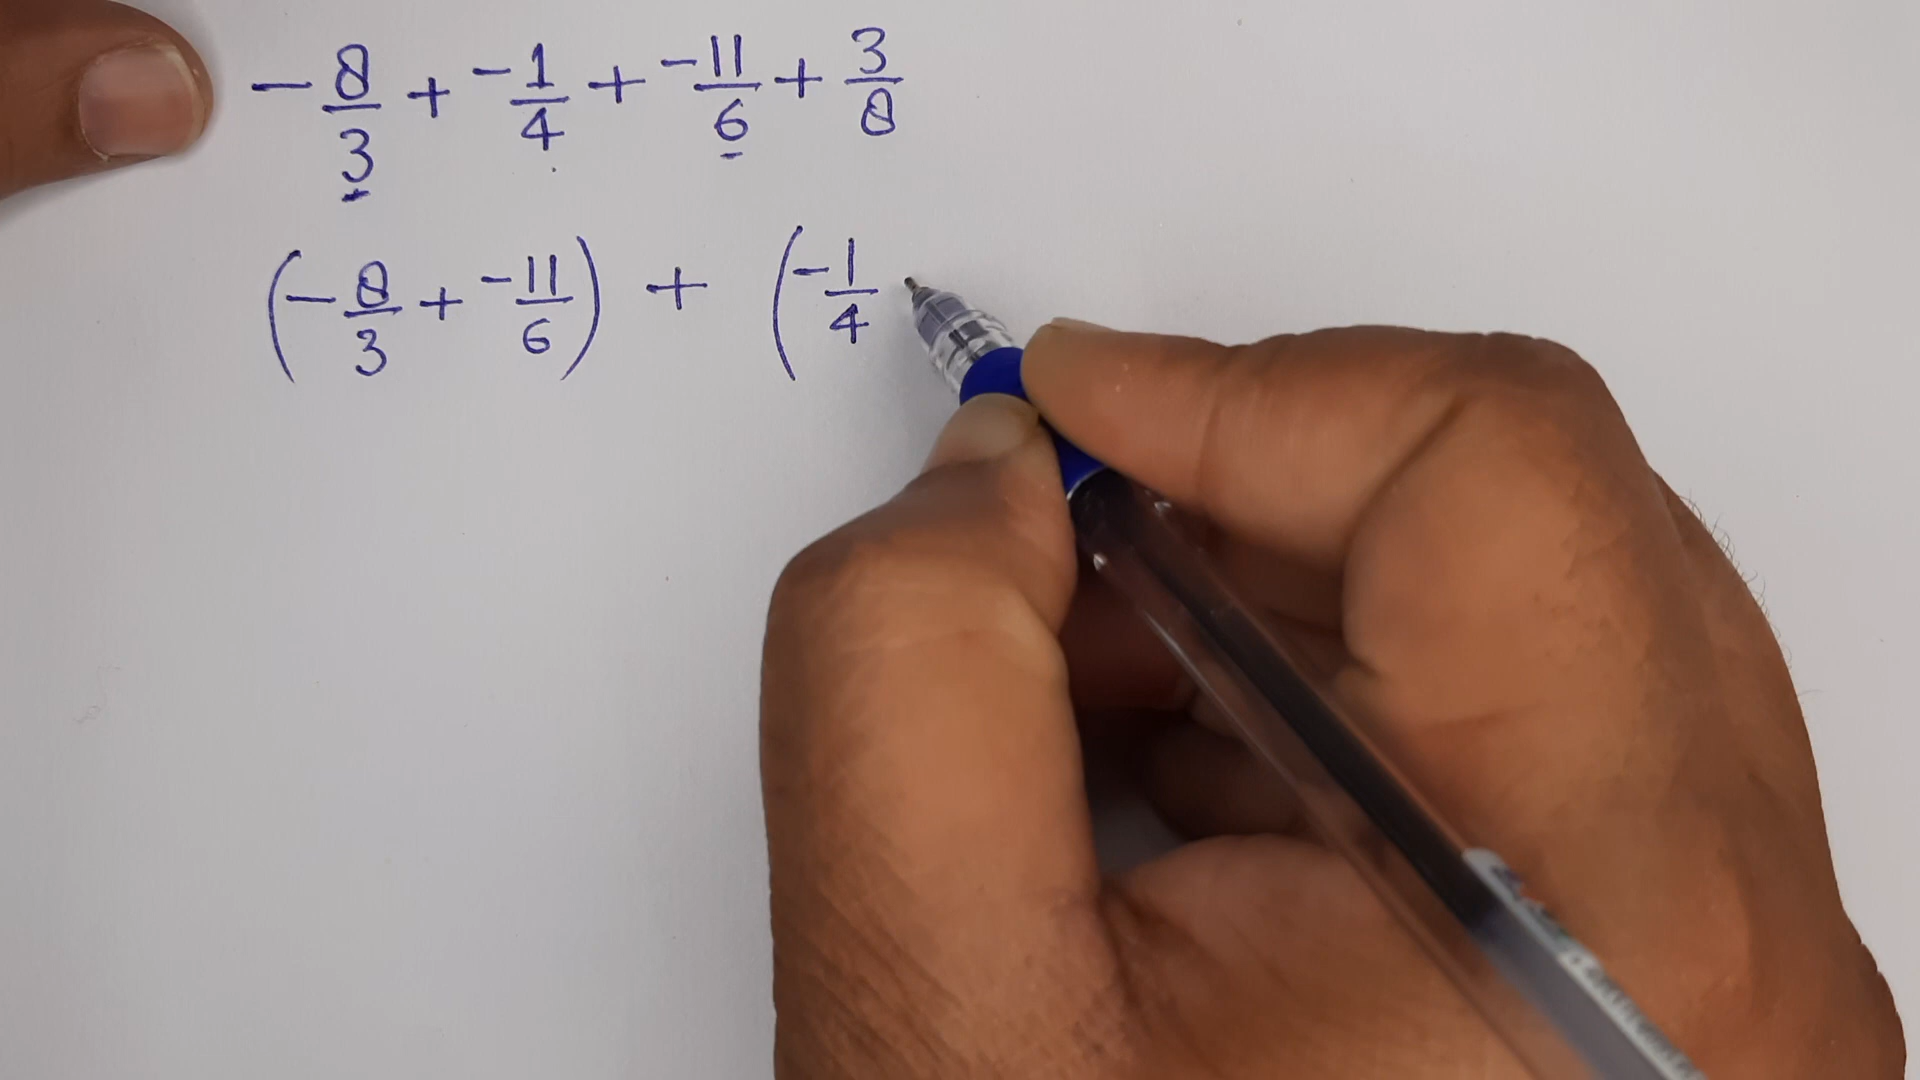 -8/3 + -1/4 + -11/6 + 3/8
(-8/3 + -11/6) + (-1/4